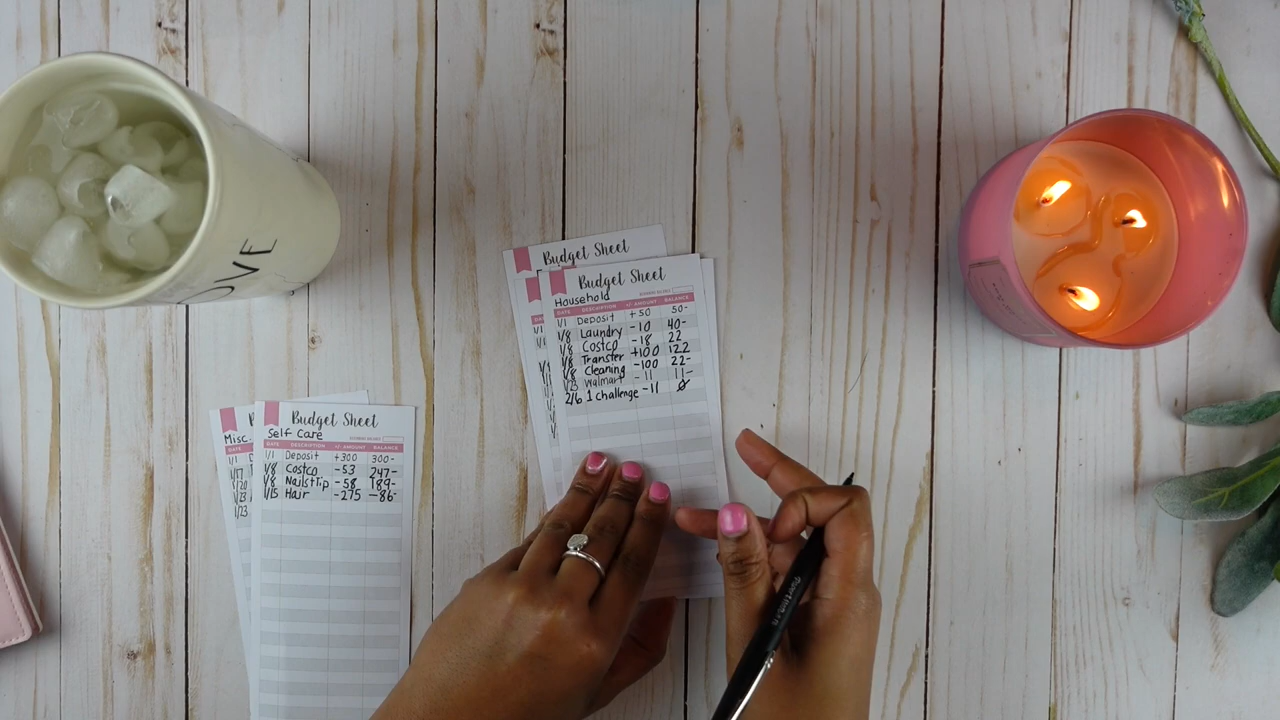 OVE
Budget Sheet
Budget Sheet
Household
DATE DESCRIPTION +/- AMOUNT BALANCE
1/1 Deposit +50 50-
1/8 Laundry -10 40-
1/8 Costco -18 22
1/8 Transfer +100 122
1/8 Cleaning -100 22-
1/23 Walmart -11 11-
2/6 1 challenge -11 0
Misc.
DATE
1/1
1/17
1/20
1/23
1/23
Budget Sheet
Self Care
DATE DESCRIPTION +/- AMOUNT BALANCE
1/1 Deposit +300 300-
1/8 Costco -53 247-
1/8 Nails+tip -58 189-
1/15 Hair -275 -86-